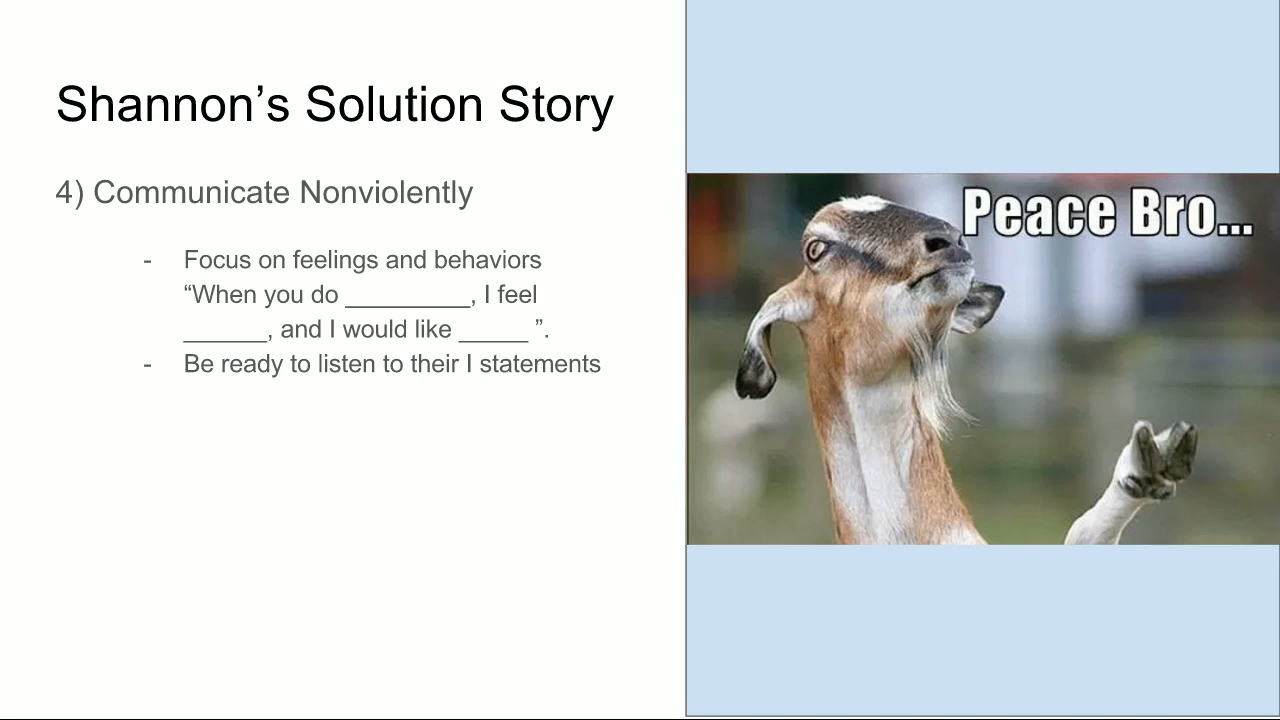 Shannon’s Solution Story
4) Communicate Nonviolently
- Focus on feelings and behaviors
“When you do _________, I feel
______, and I would like _____ ”.
- Be ready to listen to their I statements
Peace Bro...